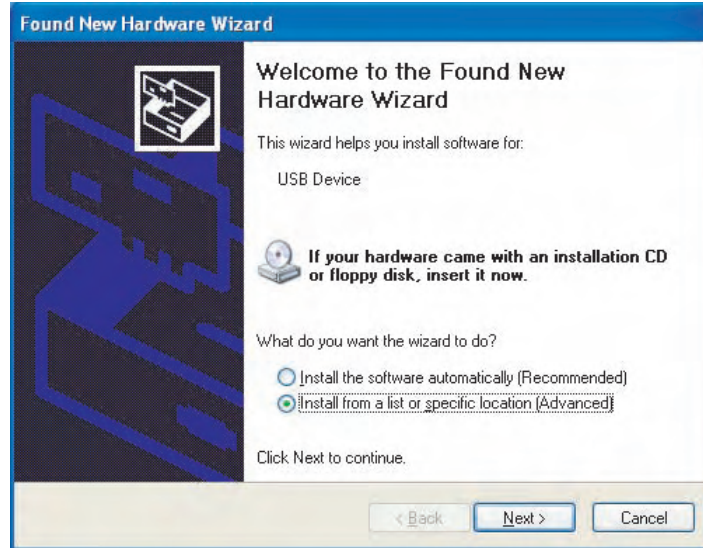 Found New Hardware Wizard
Welcome to the Found New
Hardware Wizard
This wizard helps you install software for:
USB Device
If your hardware came with an installation CD
or floppy disk, insert it now.
What do you want the wizard to do?
Install the software automatically (Recommended)
Install from a list or specific location (Advanced)
Click Next to continue.
< Back Next > Cancel